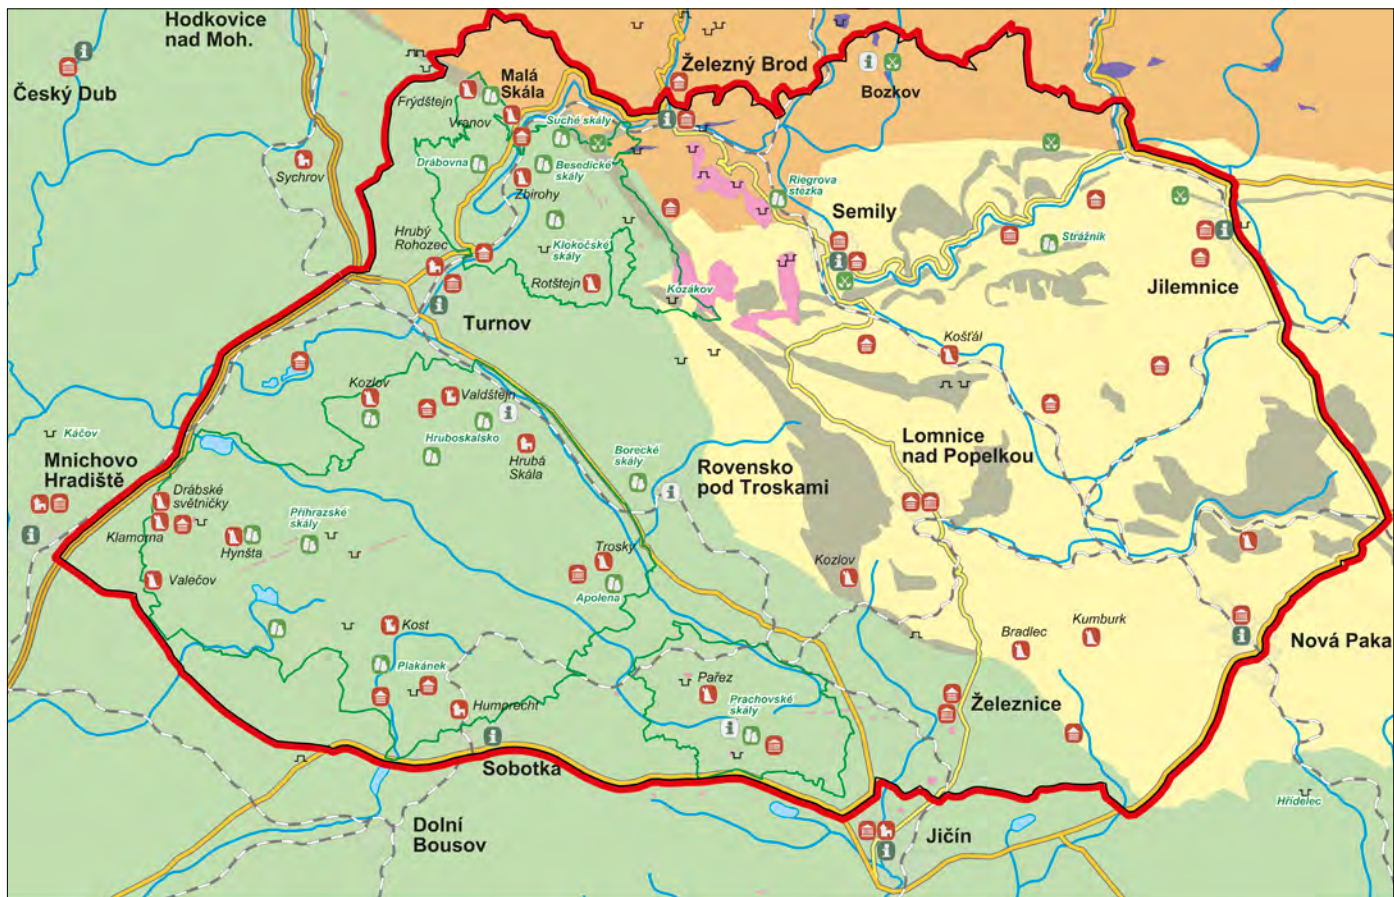 Hodkovice
nad Moh.
Český Dub
Malá
Skála
Železný Brod
Bozkov
Frýdštejn
Vranov
Suché skály
Drábovna
Besedické
skály
Zbirohy
Sychrov
Riegrova
stezka
Semily
Strážník
Hrubý
Rohozec
Klokočské
skály
Rotštejn
Kozákov
Jilemnice
Turnov
Košťál
Kozlov
Valdštejn
Hruboskalsko
Hrubá
Skála
Káčov
Mnichovo
Hradiště
Borecké
skály
Rovensko
pod Troskami
Lomnice
nad Popelkou
Drábské
světničky
Klamorna
Hynšta
Příhrazské
skály
Valečov
Trosky
Apolena
Kozlov
Kost
Bradlec
Kumburk
Nová Paka
Plakánek
Humprecht
Pařez
Prachovské
skály
Železnice
Sobotka
Dolní
Bousov
Jičín
Hřídelec